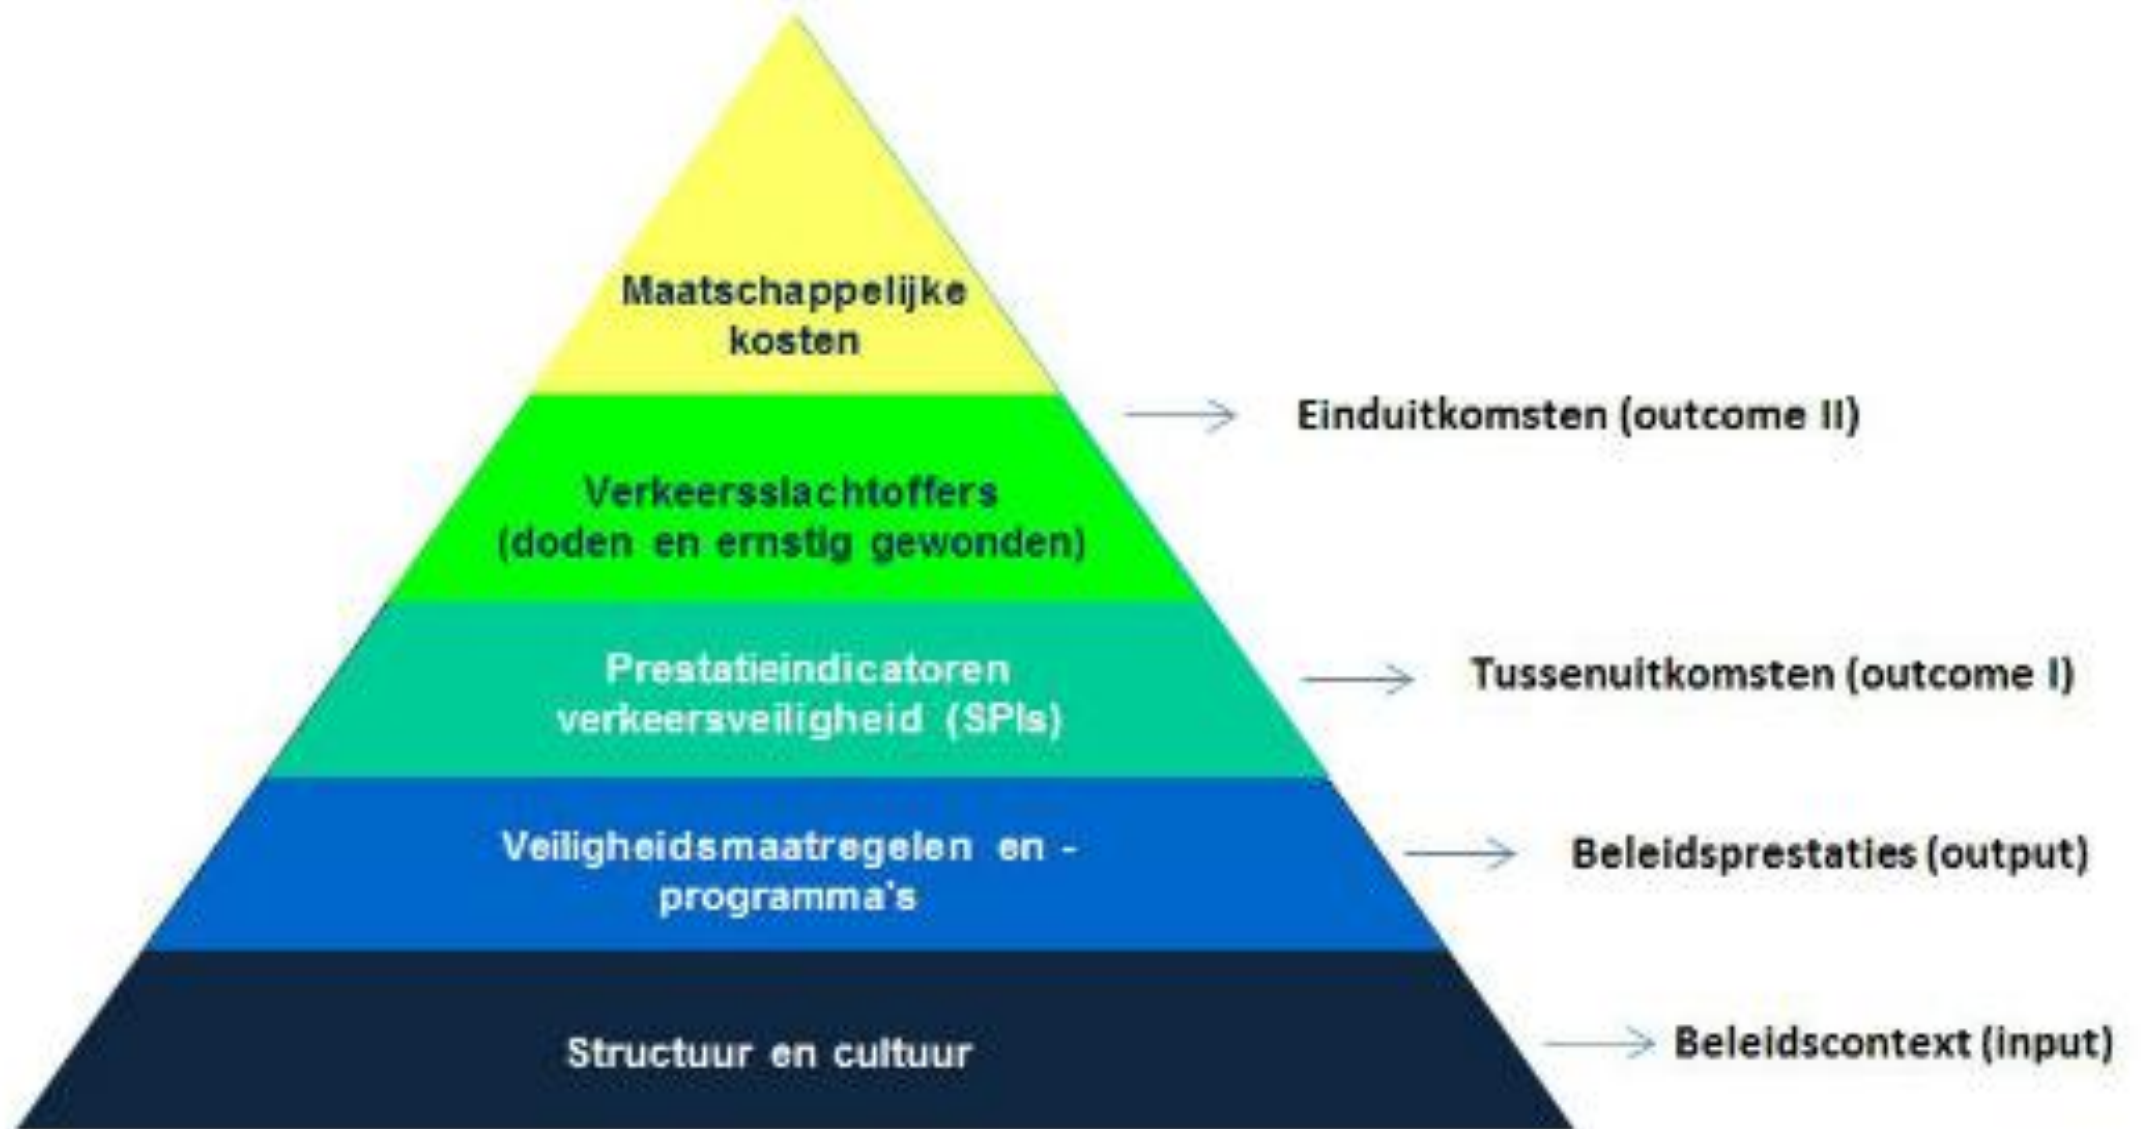 Maatschappelijke
kosten
Einduitkomsten (outcome II)
Verkeersslachtoffers
(doden en ernstig gewonden)
Prestatieindicatoren
verkeersveiligheid (SPIs)
Tussenuitkomsten (outcome I)
Veiligheidsmaatregelen en -
programma's
Beleidsprestaties (output)
Structuur en cultuur
Beleidscontext (input)